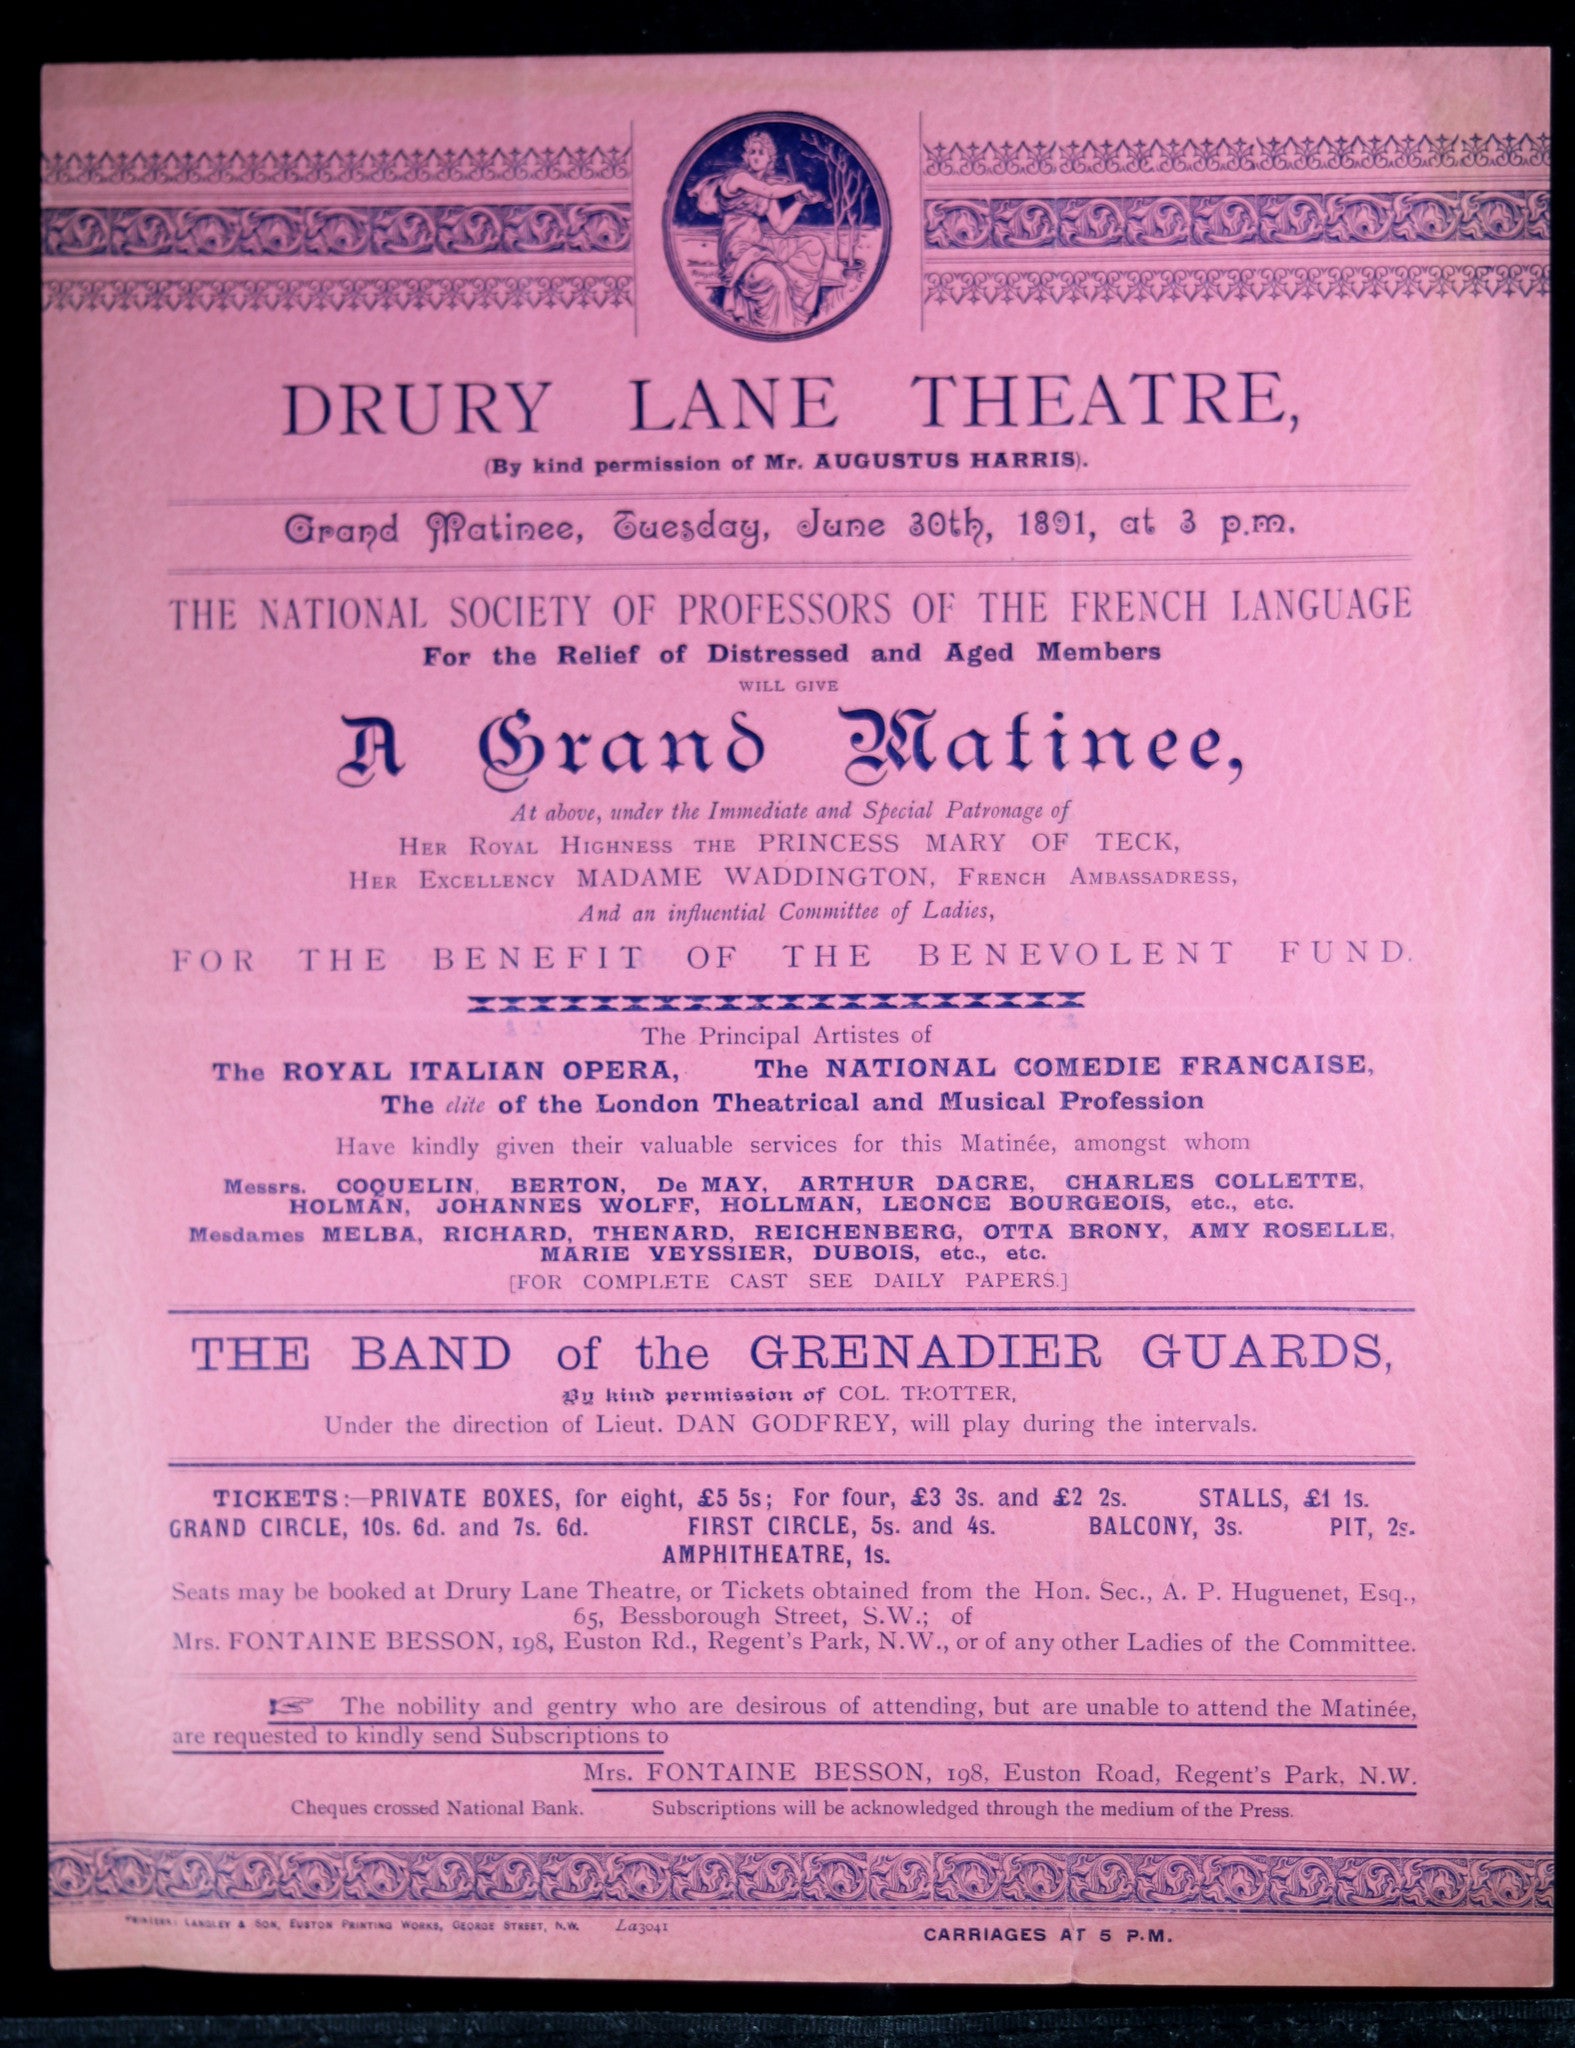 DRURY LANE THEATRE,
(By kind permission of Mr. AUGUSTUS HARRIS).
Grand Matinee, Tuesday, June 30th, 1891, at 3 p.m.
THE NATIONAL SOCIETY OF PROFESSORS OF THE FRENCH LANGUAGE
For the Relief of Distressed and Aged Members
WILL GIVE
A Grand Matinee,
At above, under the Immediate and Special Patronage of
HER ROYAL HIGHNESS THE PRINCESS MARY OF TECK,
HER EXCELLENCY MADAME WADDINGTON, FRENCH AMBASSADRESS,
And an influential Committee of Ladies,
FOR THE BENEFIT OF THE BENEVOLENT FUND.
The Principal Artistes of
The ROYAL ITALIAN OPERA, The NATIONAL COMEDIE FRANCAISE,
The elite of the London Theatrical and Musical Profession
Have kindly given their valuable services for this Matinée, amongst whom
Messrs. COQUELIN, BERTON, De MAY, ARTHUR DACRE, CHARLES COLLETTE,
HOLMAN, JOHANNES WOLFF, HOLLMAN, LEONCE BOURGEOIS, etc., etc.
Mesdames MELBA, RICHARD, THENARD, REICHENBERG, OTTA BRONY, AMY ROSELLE,
MARIE VEYSSIER, DUBOIS, etc., etc.
[FOR COMPLETE CAST SEE DAILY PAPERS.]
THE BAND of the GRENADIER GUARDS,
By kind permission of COL. TROTTER,
Under the direction of Lieut. DAN GODFREY, will play during the intervals.
TICKETS:—PRIVATE BOXES, for eight, £5 5s; For four, £3 3s. and £2 2s. STALLS, £1 1s.
GRAND CIRCLE, 10s. 6d. and 7s. 6d. FIRST CIRCLE, 5s. and 4s. BALCONY, 3s. PIT, 2s.
AMPHITHEATRE, 1s.
Seats may be booked at Drury Lane Theatre, or Tickets obtained from the Hon. Sec., A. P. Huguenet, Esq.,
65, Bessborough Street, S.W.; of
Mrs. FONTAINE BESSON, 198, Euston Rd., Regent's Park, N.W., or of any other Ladies of the Committee.
☞ The nobility and gentry who are desirous of attending, but are unable to attend the Matinée,
are requested to kindly send Subscriptions to
Mrs. FONTAINE BESSON, 198, Euston Road, Regent's Park, N.W.
Cheques crossed National Bank. Subscriptions will be acknowledged through the medium of the Press.
PRINTERS: LANGLEY & SON, EUSTON PRINTING WORKS, GEORGE STREET, N.W. La3041
CARRIAGES AT 5 P.M.